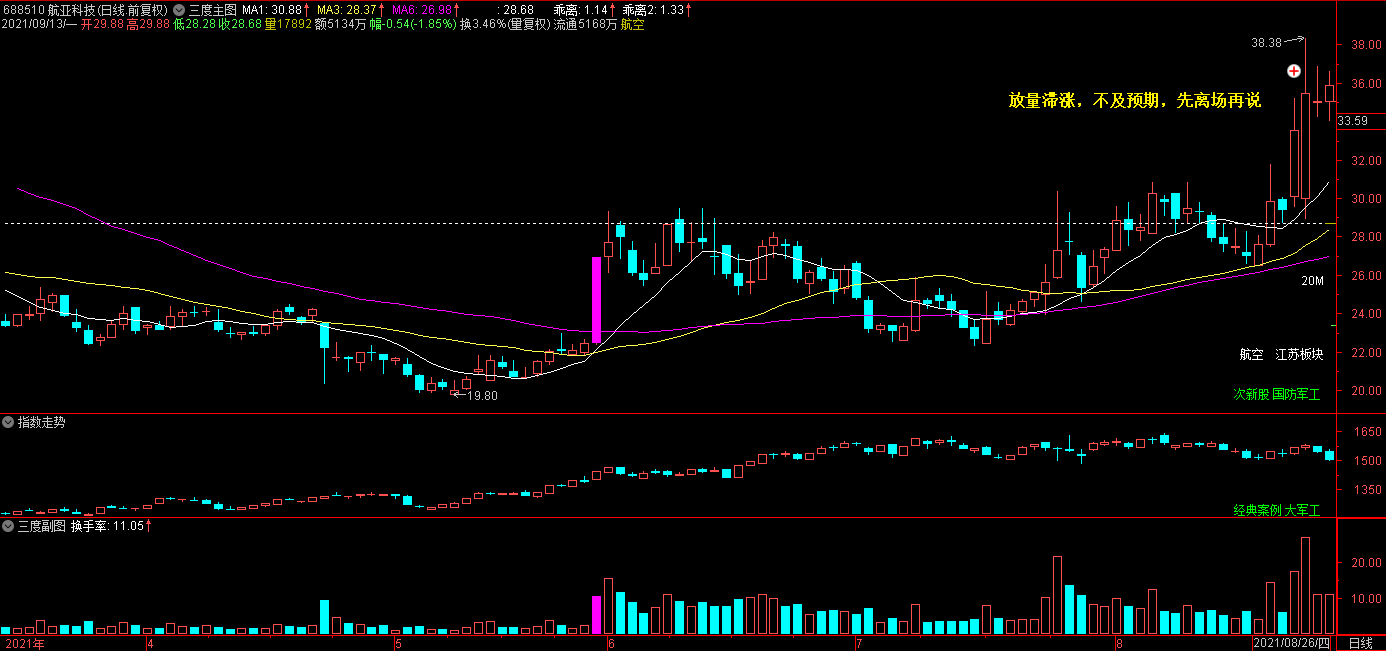 688510 航亚科技(日线.前复权) 三度主图 MA1: 30.88↑ MA3: 28.37↑ MA6: 26.98↑ : 28.68 乖离: 1.14↑ 乖离2: 1.33↑
2021/09/13/一 开29.88 高29.88 低28.28 收28.68 量17892 额5134万 幅-0.54(-1.85%) 换3.46%(量复权) 流通5168万 航空
38.38
38.00
36.00
放量滞涨，不及预期，先离场再说
33.59
32.00
30.00
28.00
26.00
20M
24.00
航空 江苏板块
22.00
次新股 国防军工
20.00
19.80
指数走势
1650
1500
1350
经典案例 大军工
三度副图 换手率: 11.05↑
20.00
10.00
2021年 4 5 6 7 8 2021/08/26/四 日线